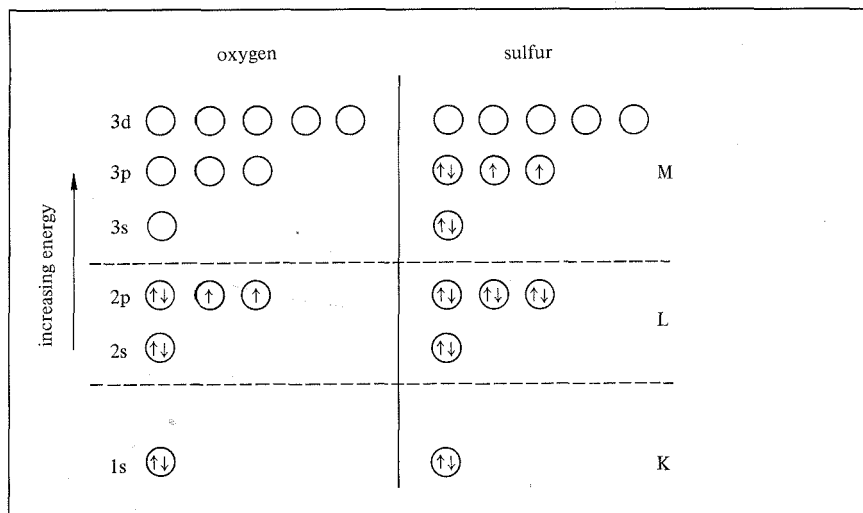 oxygen sulfur
3d
3p ↑↓ ↑ ↑ M
3s ↑↓
increasing energy
2p ↑↓ ↑ ↑ ↑↓ ↑↓ ↑↓
L
2s ↑↓ ↑↓
1s ↑↓ ↑↓ K